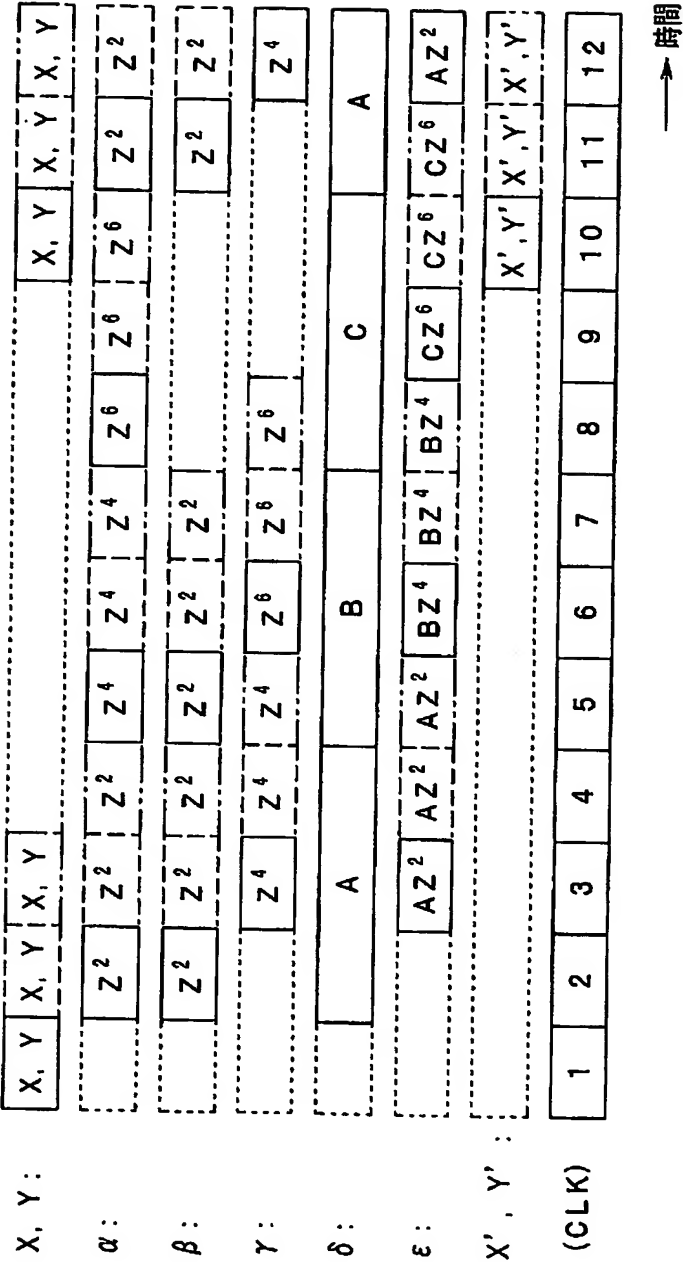 X, Y: X, Y X, Y X, Y X, Y X, Y X, Y
α: Z² Z² Z² Z⁴ Z⁴ Z⁴ Z⁶ Z⁶ Z⁶ Z² Z²
β: Z² Z² Z² Z² Z² Z² Z² Z²
γ: Z⁴ Z⁴ Z⁴ Z⁶ Z⁶ Z⁶ Z⁴
δ: A B C A
ε: AZ² AZ² AZ² BZ⁴ BZ⁴ BZ⁴ CZ⁶ CZ⁶ CZ⁶ AZ²
X', Y': X',Y' X',Y' X',Y'
(CLK) 1 2 3 4 5 6 7 8 9 10 11 12
→ 時間